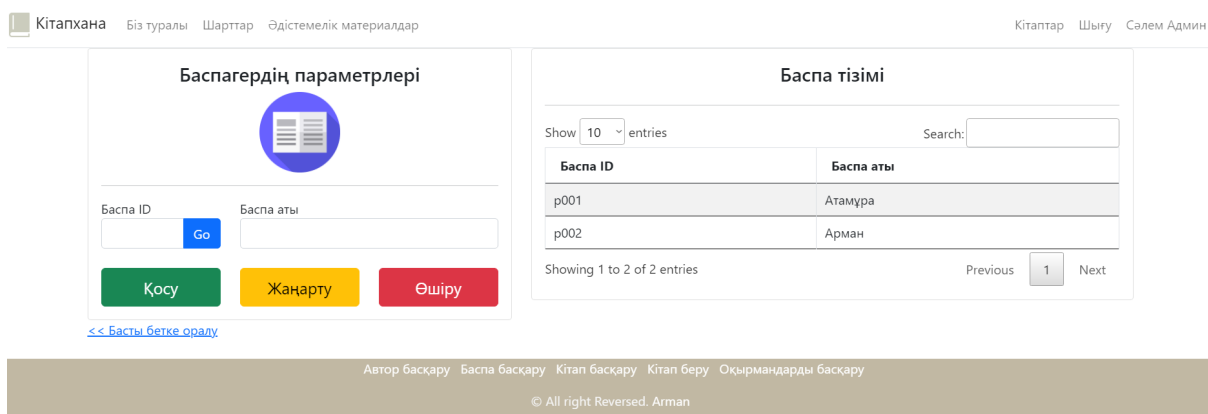 Кітапхана Біз туралы Шарттар Әдістемелік материалдар Кітаптар Шығу Сәлем Админ
Баспагердің параметрлері
Баспа ID Баспа аты
Go
Қосу Жаңарту Өшіру
<< Басты бетке оралу
Баспа тізімі
Show 10 entries Search:
Баспа ID Баспа аты
p001 Атамұра
p002 Арман
Showing 1 to 2 of 2 entries Previous 1 Next
Автор басқару Баспа басқару Кітап басқару Кітап беру Оқырмандарды басқару
© All right Reversed. Arman